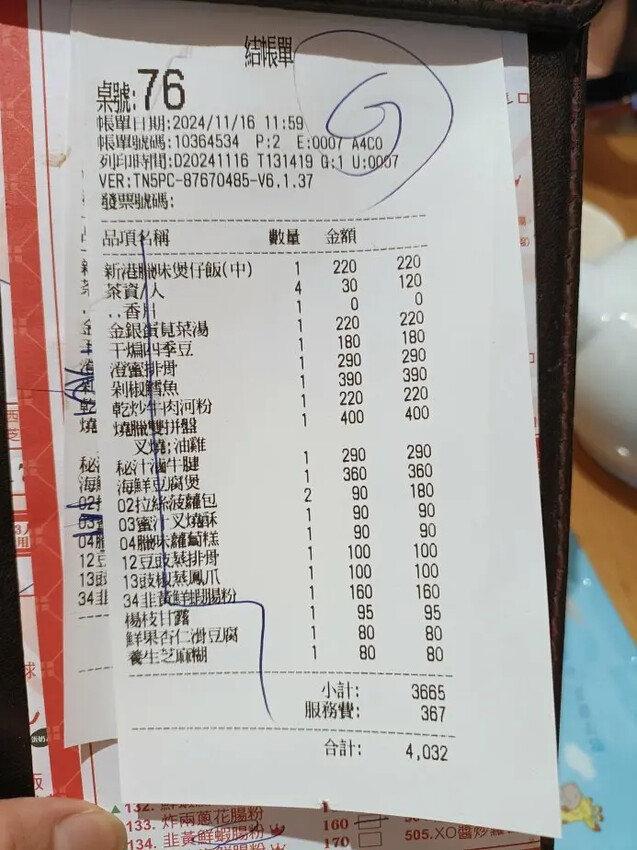 結帳單
桌號:76
帳單日期:2024/11/16 11:59
帳單號碼:10364534 P:2 E:0007 A4C0
列印時間:D20241116 T131419 G:1 U:0007
VER:TN5PC-87670485-V6.1.37
發票號碼:
品項名稱 數量 金額
新港臘味煲仔飯(中) 1 220 220
茶資/人 4 30 120
..香片 1 0 0
金銀蛋莧菜湯 1 220 220
干煸四季豆 1 180 180
澄蜜排骨 1 290 290
剁椒鱈魚 1 390 390
乾炒牛肉河粉 1 220 220
燒臘雙拼盤 1 400 400
叉燒;油雞
秘汁滷牛腱 1 290 290
海鮮豆腐煲 1 360 360
02拉絲菠蘿包 2 90 180
03蜜汁叉燒酥 1 90 90
04臘味蘿蔔糕 1 90 90
12豆豉蒸排骨 1 100 100
13豉椒蒸鳳爪 1 100 100
34韭黃鮮蝦腸粉 1 160 160
楊枝甘露 1 95 95
鮮果杏仁滑豆腐 1 80 80
養生芝麻糊 1 80 80
小計: 3665
服務費: 367
合計: 4,032
132.
133. 炸兩蔥花腸粉 160
134. 韭黃鮮蝦腸粉 170
505.XO醬炒